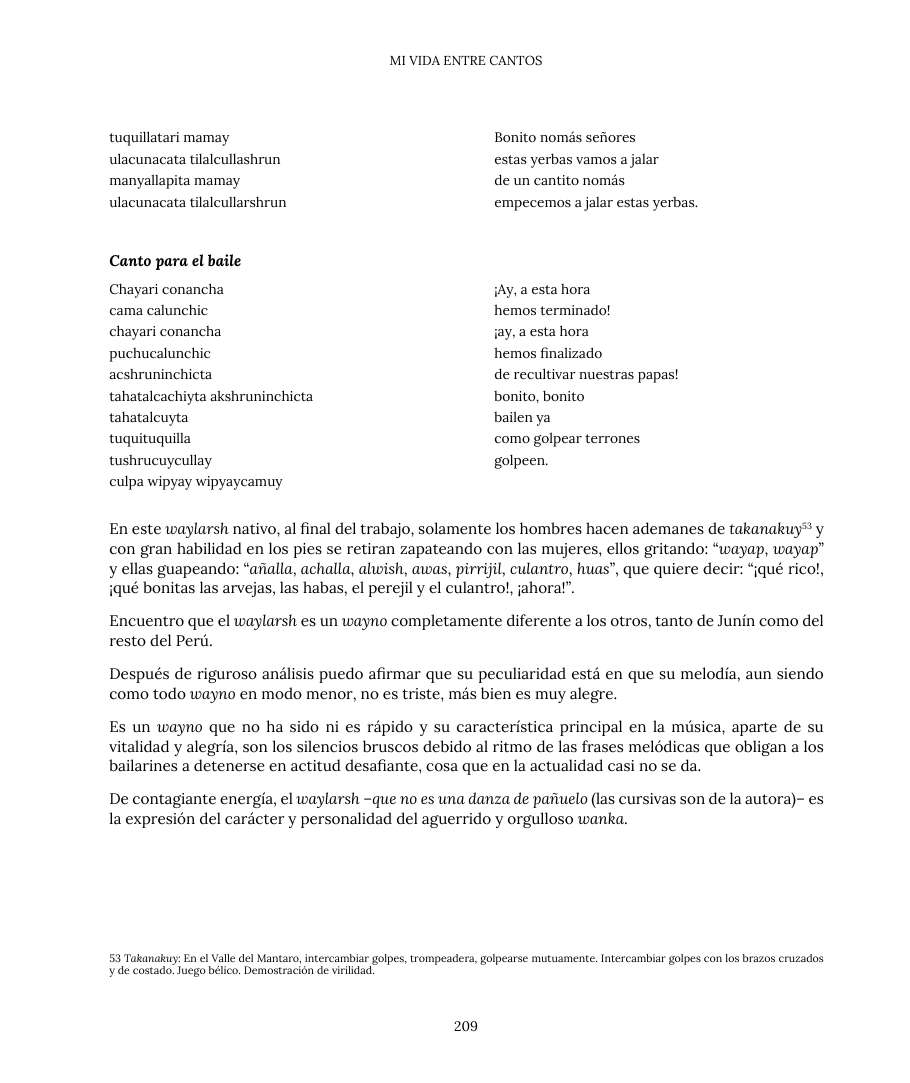 MI VIDA ENTRE CANTOS
tuquillatari mamay
ulacunacata tilalcullashrun
manyallapita mamay
ulacunacata tilalcullarshrun
Bonito nomás señores
estas yerbas vamos a jalar
de un cantito nomás
empecemos a jalar estas yerbas.
Canto para el baile
Chayari conancha
cama calunchic
chayari conancha
puchucalunchic
acshruninchicta
tahatalcachiyta akshruninchicta
tahatalcuyta
tuquituquilla
tushrucuycullay
culpa wipyay wipyaycamuy
¡Ay, a esta hora
hemos terminado!
¡ay, a esta hora
hemos finalizado
de recultivar nuestras papas!
bonito, bonito
bailen ya
como golpear terrones
golpeen.
En este waylarsh nativo, al final del trabajo, solamente los hombres hacen ademanes de takanakuy53 y
con gran habilidad en los pies se retiran zapateando con las mujeres, ellos gritando: “wayap, wayap”
y ellas guapeando: “añalla, achalla, alwish, awas, pirrijil, culantro, huas”, que quiere decir: “¡qué rico!,
¡qué bonitas las arvejas, las habas, el perejil y el culantro!, ¡ahora!”.
Encuentro que el waylarsh es un wayno completamente diferente a los otros, tanto de Junín como del
resto del Perú.
Después de riguroso análisis puedo afirmar que su peculiaridad está en que su melodía, aun siendo
como todo wayno en modo menor, no es triste, más bien es muy alegre.
Es un wayno que no ha sido ni es rápido y su característica principal en la música, aparte de su
vitalidad y alegría, son los silencios bruscos debido al ritmo de las frases melódicas que obligan a los
bailarines a detenerse en actitud desafiante, cosa que en la actualidad casi no se da.
De contagiante energía, el waylarsh –que no es una danza de pañuelo (las cursivas son de la autora)– es
la expresión del carácter y personalidad del aguerrido y orgulloso wanka.
53 Takanakuy: En el Valle del Mantaro, intercambiar golpes, trompeadera, golpearse mutuamente. Intercambiar golpes con los brazos cruzados
y de costado. Juego bélico. Demostración de virilidad.
209